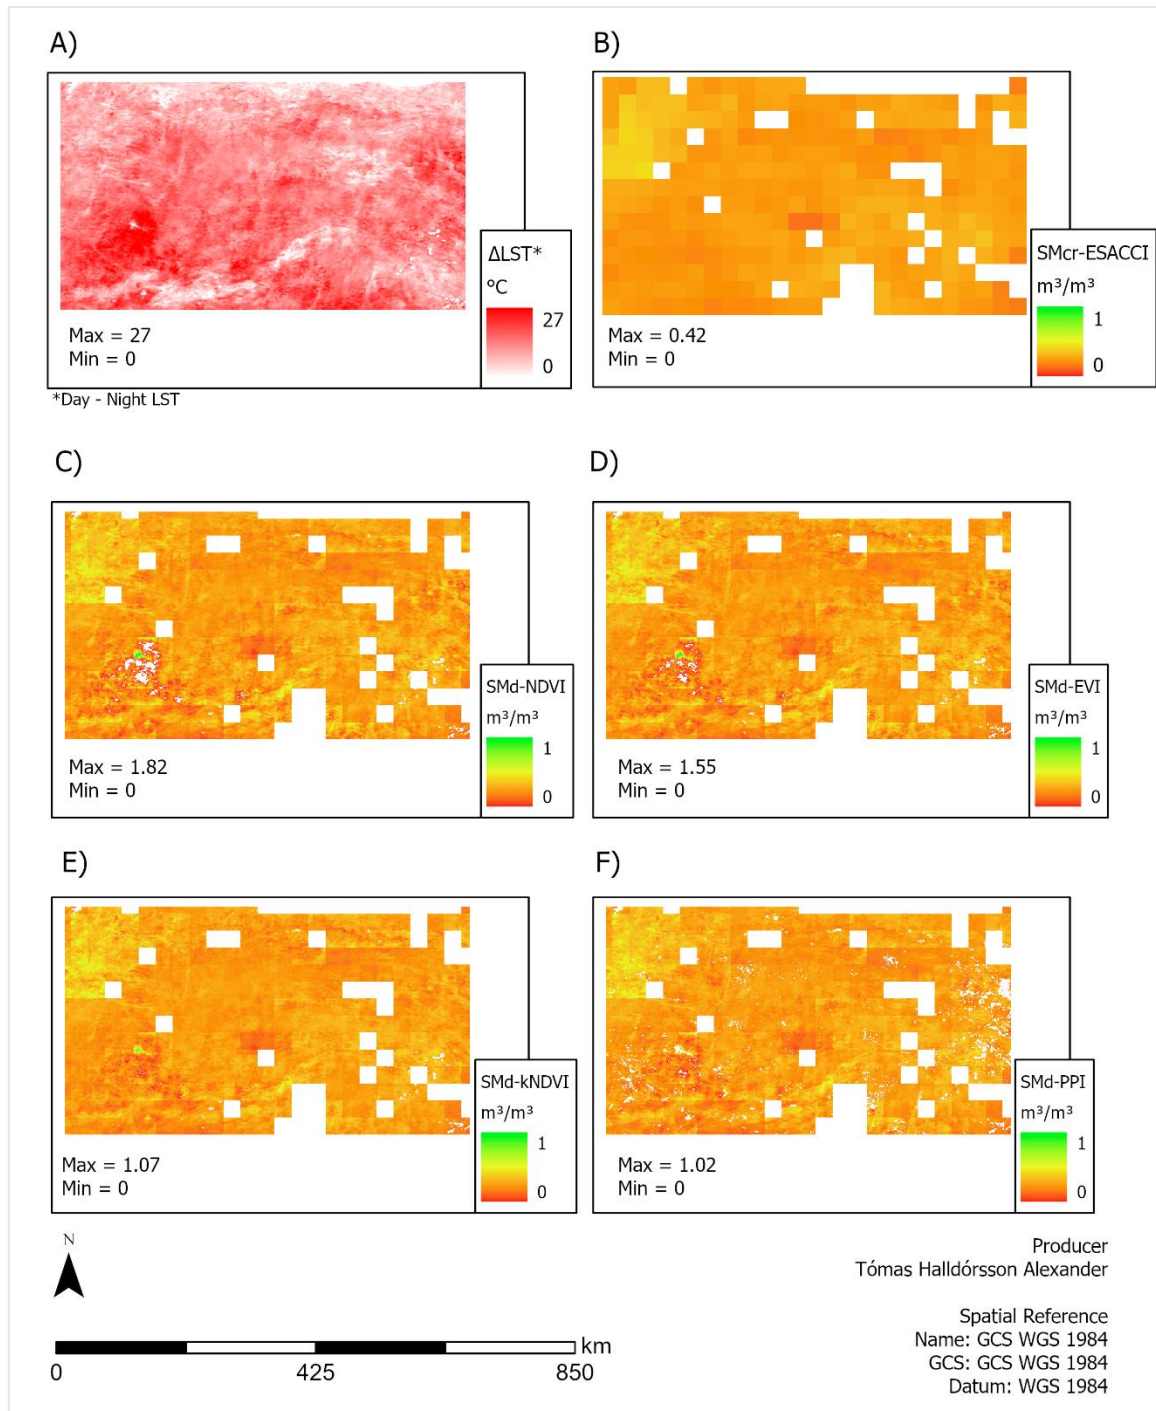 A)
ΔLST*
°C
27
0
Max = 27
Min = 0
*Day - Night LST
B)
SMcr-ESACCI
m³/m³
1
0
Max = 0.42
Min = 0
C)
SMd-NDVI
m³/m³
1
0
Max = 1.82
Min = 0
D)
SMd-EVI
m³/m³
1
0
Max = 1.55
Min = 0
E)
SMd-kNDVI
m³/m³
1
0
Max = 1.07
Min = 0
F)
SMd-PPI
m³/m³
1
0
Max = 1.02
Min = 0
N
km
0 425 850
Producer
Tómas Halldórsson Alexander
Spatial Reference
Name: GCS WGS 1984
GCS: GCS WGS 1984
Datum: WGS 1984